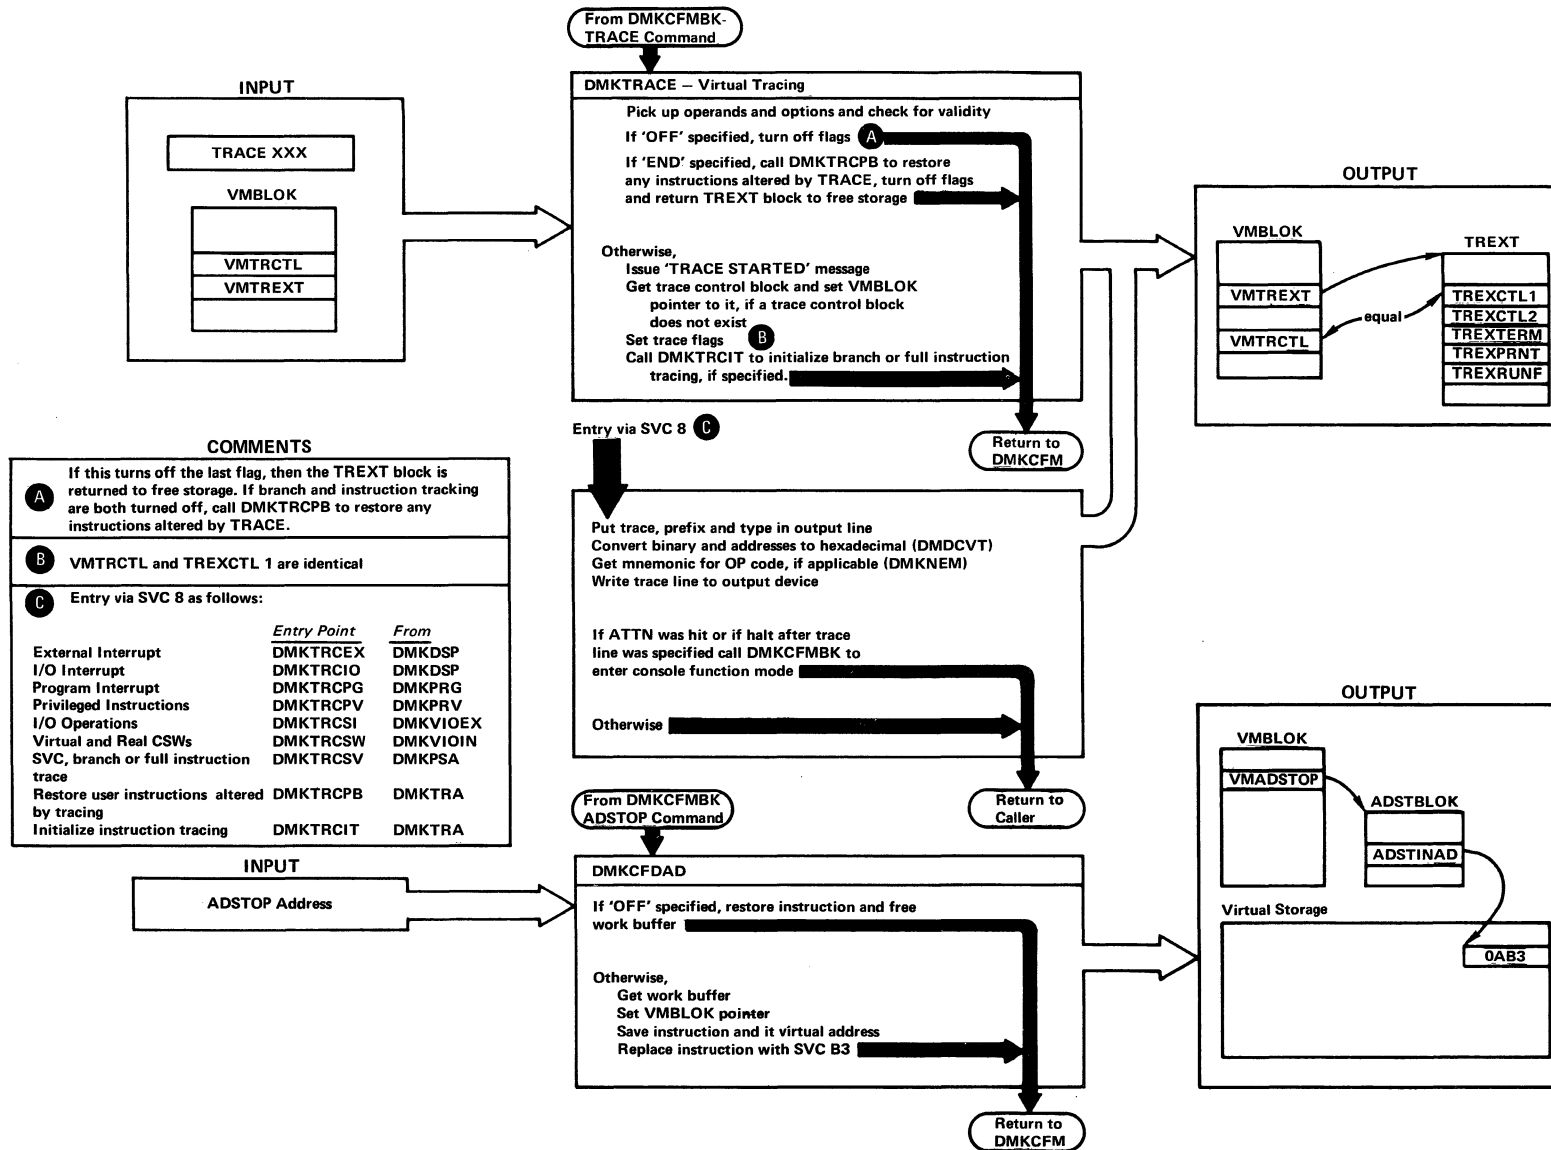 From DMKCFMBK-
TRACE Command
INPUT
TRACE XXX
VMBLOK
VMTRCTL
VMTREXT
DMKTRACE – Virtual Tracing
Pick up operands and options and check for validity
If 'OFF' specified, turn off flags A
If 'END' specified, call DMKTRCPB to restore
any instructions altered by TRACE, turn off flags
and return TREXT block to free storage
Otherwise,
Issue 'TRACE STARTED' message
Get trace control block and set VMBLOK
pointer to it, if a trace control block
does not exist
Set trace flags B
Call DMKTRCIT to initialize branch or full instruction
tracing, if specified.
Return to
DMKCFM
OUTPUT
VMBLOK
VMTREXT
VMTRCTL
equal
TREXT
TREXCTL1
TREXCTL2
TREXTERM
TREXPRNT
TREXRUNF
COMMENTS
A
If this turns off the last flag, then the TREXT block is
returned to free storage. If branch and instruction tracking
are both turned off, call DMKTRCPB to restore any
instructions altered by TRACE.
B VMTRCTL and TREXCTL 1 are identical
C Entry via SVC 8 as follows:
Entry Point From
External Interrupt DMKTRCEX DMKDSP
I/O Interrupt DMKTRCIO DMKDSP
Program Interrupt DMKTRCPG DMKPRG
Privileged Instructions DMKTRCPV DMKPRV
I/O Operations DMKTRCSI DMKVIOEX
Virtual and Real CSWs DMKTRCSW DMKVIOIN
SVC, branch or full instruction DMKTRCSV DMKPSA
trace
Restore user instructions altered DMKTRCPB DMKTRA
by tracing
Initialize instruction tracing DMKTRCIT DMKTRA
Entry via SVC 8 C
Put trace, prefix and type in output line
Convert binary and addresses to hexadecimal (DMDCVT)
Get mnemonic for OP code, if applicable (DMKNEM)
Write trace line to output device
If ATTN was hit or if halt after trace
line was specified call DMKCFMBK to
enter console function mode
Otherwise
Return to
Caller
From DMKCFMBK
ADSTOP Command
INPUT
ADSTOP Address
DMKCFDAD
If 'OFF' specified, restore instruction and free
work buffer
Otherwise,
Get work buffer
Set VMBLOK pointer
Save instruction and it virtual address
Replace instruction with SVC B3
Return to
DMKCFM
OUTPUT
VMBLOK
VMADSTOP
ADSTBLOK
ADSTINAD
Virtual Storage
0AB3